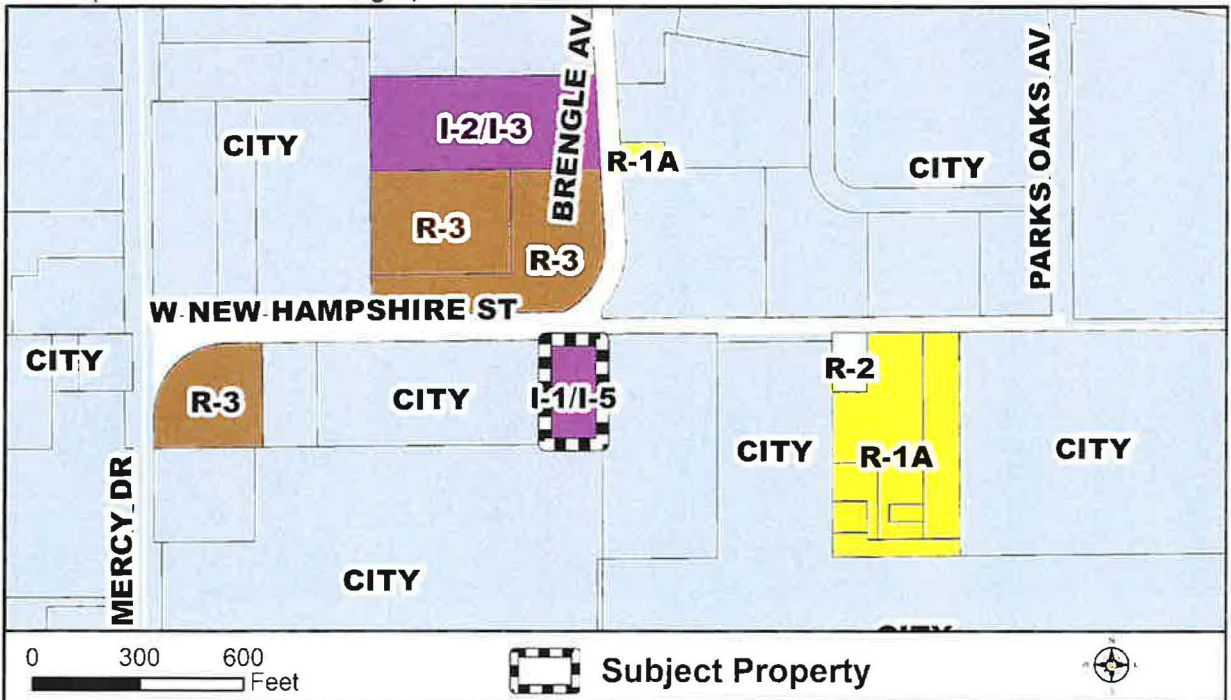 BRENGLE AV
PARKS OAKS AV
CITY
I-2/I-3
R-1A
CITY
R-3
R-3
W NEW HAMPSHIRE ST
CITY
R-3
CITY
I-1/I-5
R-2
CITY
R-1A
CITY
MERCY DR
CITY
0 300 600
Feet
Subject Property